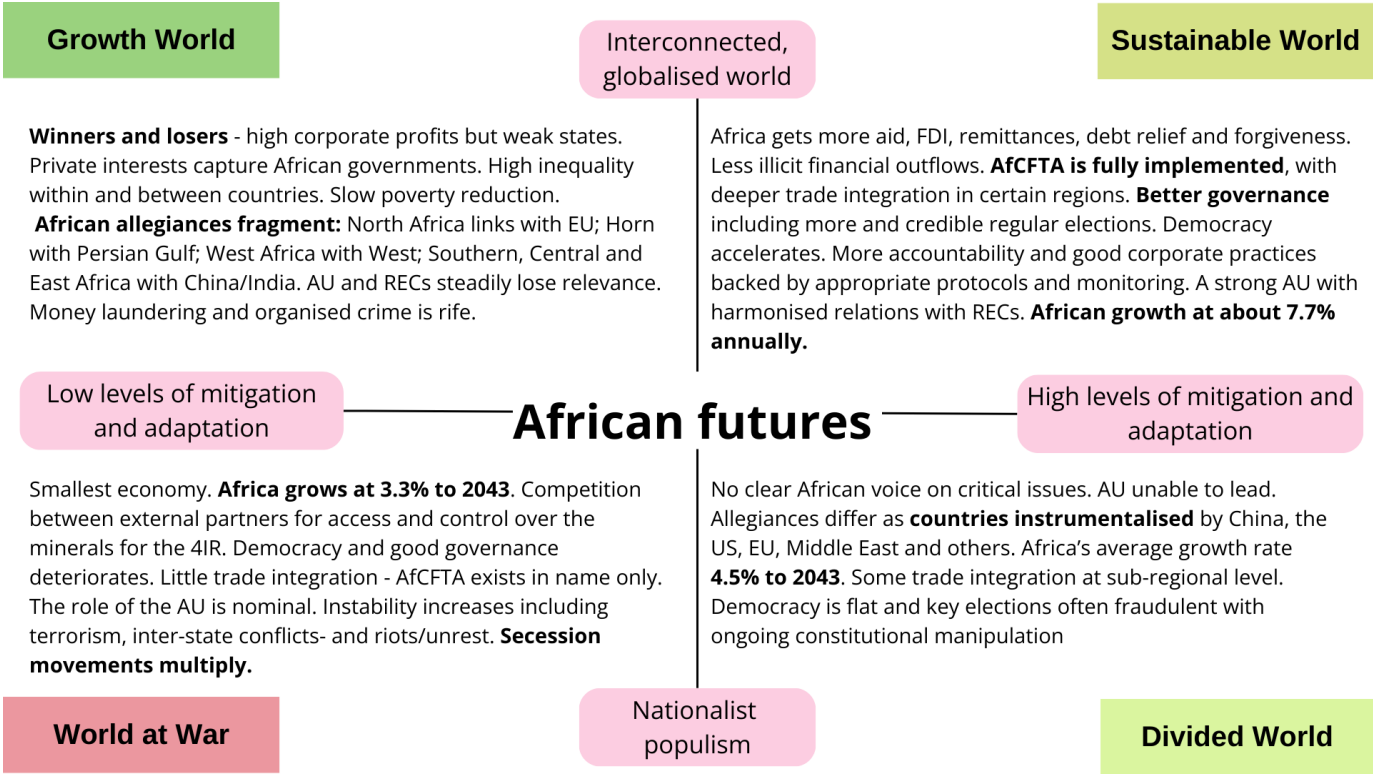 Growth World
Interconnected,
globalised world
Sustainable World
Winners and losers - high corporate profits but weak states.
Private interests capture African governments. High inequality
within and between countries. Slow poverty reduction.
African allegiances fragment: North Africa links with EU; Horn
with Persian Gulf; West Africa with West; Southern, Central and
East Africa with China/India. AU and RECs steadily lose relevance.
Money laundering and organised crime is rife.
Africa gets more aid, FDI, remittances, debt relief and forgiveness.
Less illicit financial outflows. AfCFTA is fully implemented, with
deeper trade integration in certain regions. Better governance
including more and credible regular elections. Democracy
accelerates. More accountability and good corporate practices
backed by appropriate protocols and monitoring. A strong AU with
harmonised relations with RECs. African growth at about 7.7%
annually.
Low levels of mitigation
and adaptation
African futures
High levels of mitigation and
adaptation
Smallest economy. Africa grows at 3.3% to 2043. Competition
between external partners for access and control over the
minerals for the 4IR. Democracy and good governance
deteriorates. Little trade integration - AfCFTA exists in name only.
The role of the AU is nominal. Instability increases including
terrorism, inter-state conflicts- and riots/unrest. Secession
movements multiply.
No clear African voice on critical issues. AU unable to lead.
Allegiances differ as countries instrumentalised by China, the
US, EU, Middle East and others. Africa's average growth rate
4.5% to 2043. Some trade integration at sub-regional level.
Democracy is flat and key elections often fraudulent with
ongoing constitutional manipulation
World at War
Nationalist
populism
Divided World